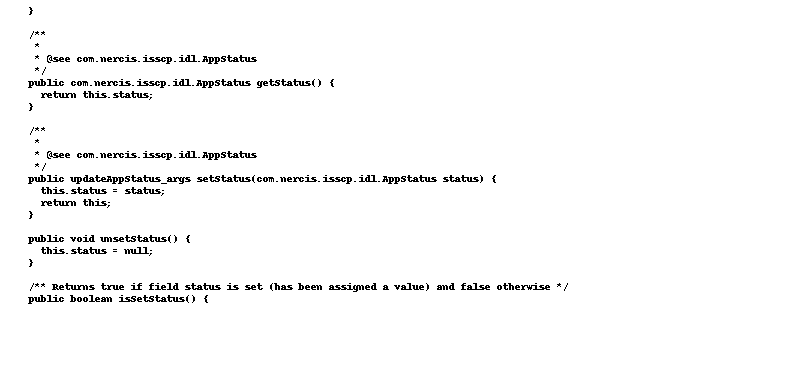 }

/**
 *
 * @see com.nercis.isscp.idl.AppStatus
 */
public com.nercis.isscp.idl.AppStatus getStatus() {
  return this.status;
}

/**
 *
 * @see com.nercis.isscp.idl.AppStatus
 */
public updateAppStatus_args setStatus(com.nercis.isscp.idl.AppStatus status) {
  this.status = status;
  return this;
}

public void unsetStatus() {
  this.status = null;
}

/** Returns true if field status is set (has been assigned a value) and false otherwise */
public boolean isSetStatus() {